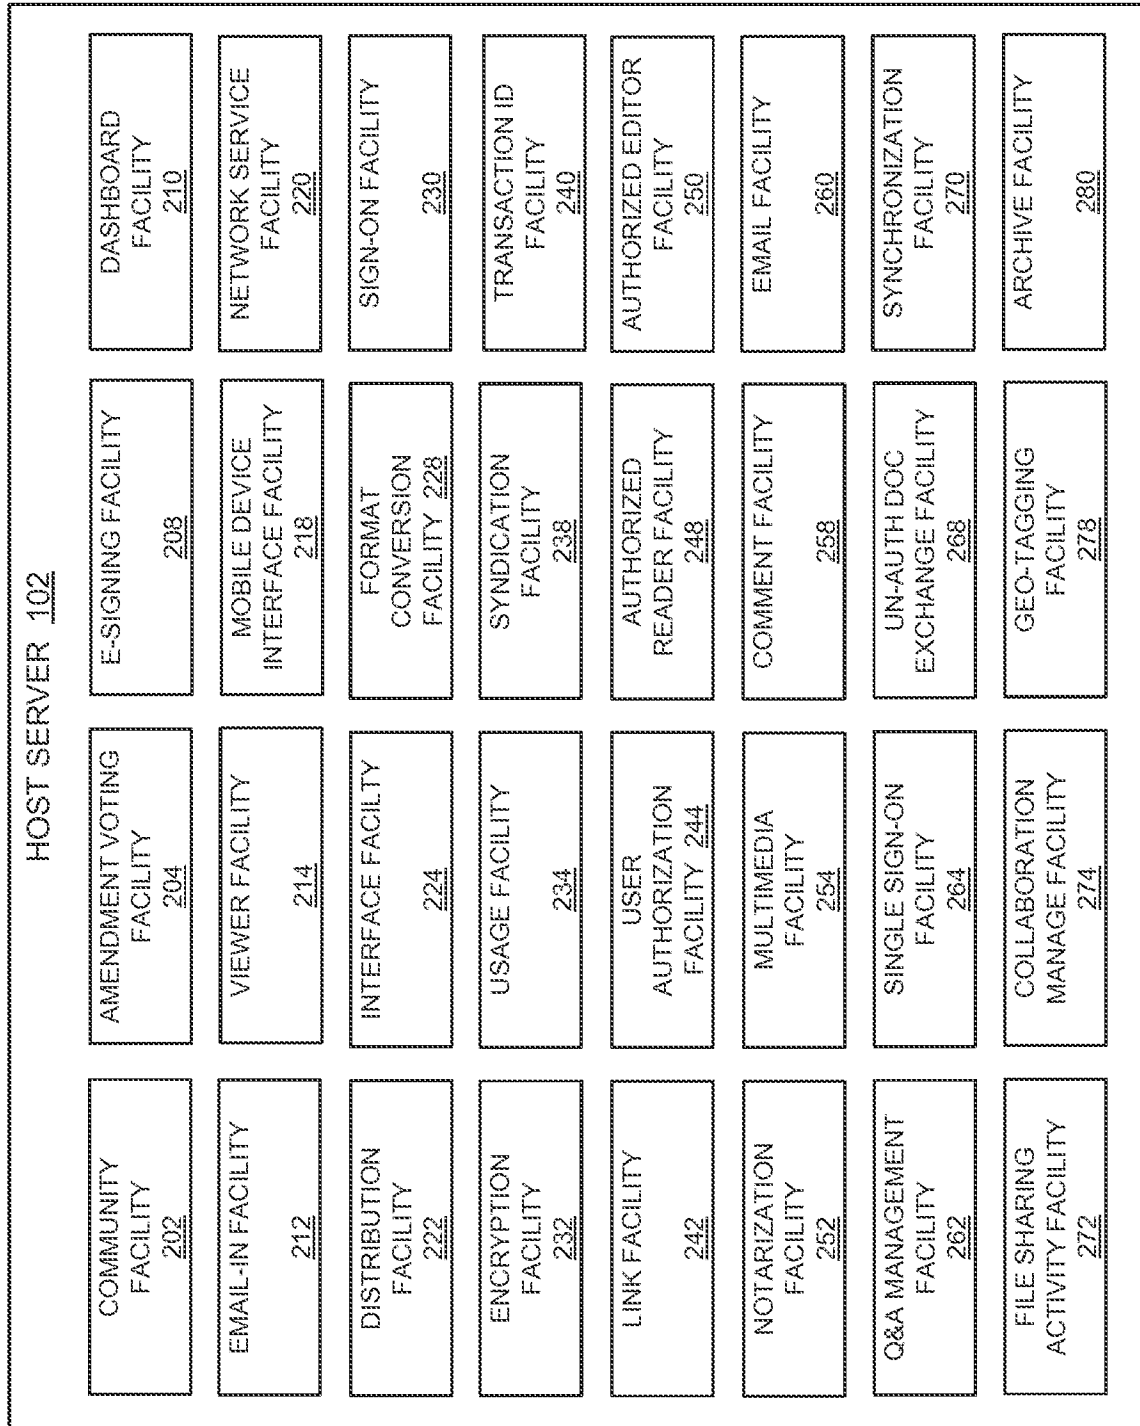 HOST SERVER 102
COMMUNITY
FACILITY
202
AMENDMENT VOTING
FACILITY
204
E-SIGNING FACILITY
208
DASHBOARD
FACILITY
210
EMAIL-IN FACILITY
212
VIEWER FACILITY
214
MOBILE DEVICE
INTERFACE FACILITY
218
NETWORK SERVICE
FACILITY
220
DISTRIBUTION
FACILITY
222
INTERFACE FACILTY
224
FORMAT
CONVERSION
FACILITY 228
SIGN-ON FACILITY
230
ENCRYPTION
FACILITY
232
USAGE FACILITY
234
SYNDICATION
FACILITY
238
TRANSACTION ID
FACILITY
240
LINK FACILITY
242
USER
AUTHORIZATION
FACILITY 244
AUTHORIZED
READER FACILITY
248
AUTHORIZED EDITOR
FACILITY
250
NOTARIZATION
FACILITY
252
MULTIMEDIA
FACILITY
254
COMMENT FACILITY
258
EMAIL FACILITY
260
Q&A MANAGEMENT
FACILITY
262
SINGLE SIGN-ON
FACILITY
264
UN-AUTH DOC
EXCHANGE FACILITY
268
SYNCHRONIZATION
FACILITY
270
FILE SHARING
ACTIVITY FACILITY
272
COLLABORATION
MANAGE FACILITY
274
GEO-TAGGING
FACILITY
278
ARCHIVE FACILITY
280